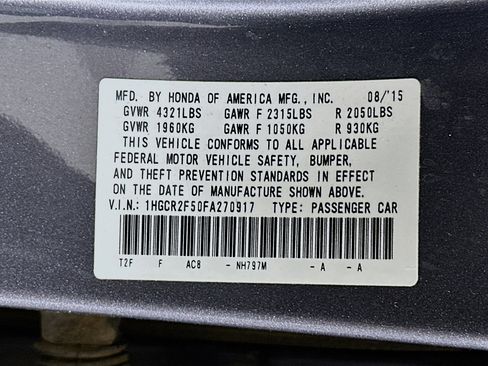 MFD. BY HONDA OF AMERICA MFG., INC. 08/'15
GVWR 4321LBS GAWR F 2315LBS R 2050LBS
GVWR 1960KG GAWR F 1050KG R 930KG
THIS VEHICLE CONFORMS TO ALL APPLICABLE
FEDERAL MOTOR VEHICLE SAFETY, BUMPER,
AND THEFT PREVENTION STANDARDS IN EFFECT
ON THE DATE OF MANUFACTURE SHOWN ABOVE.
V.I.N.: 1HGCR2F50FA270917 TYPE: PASSENGER CAR
T2F F AC8 - NH797M - A - A